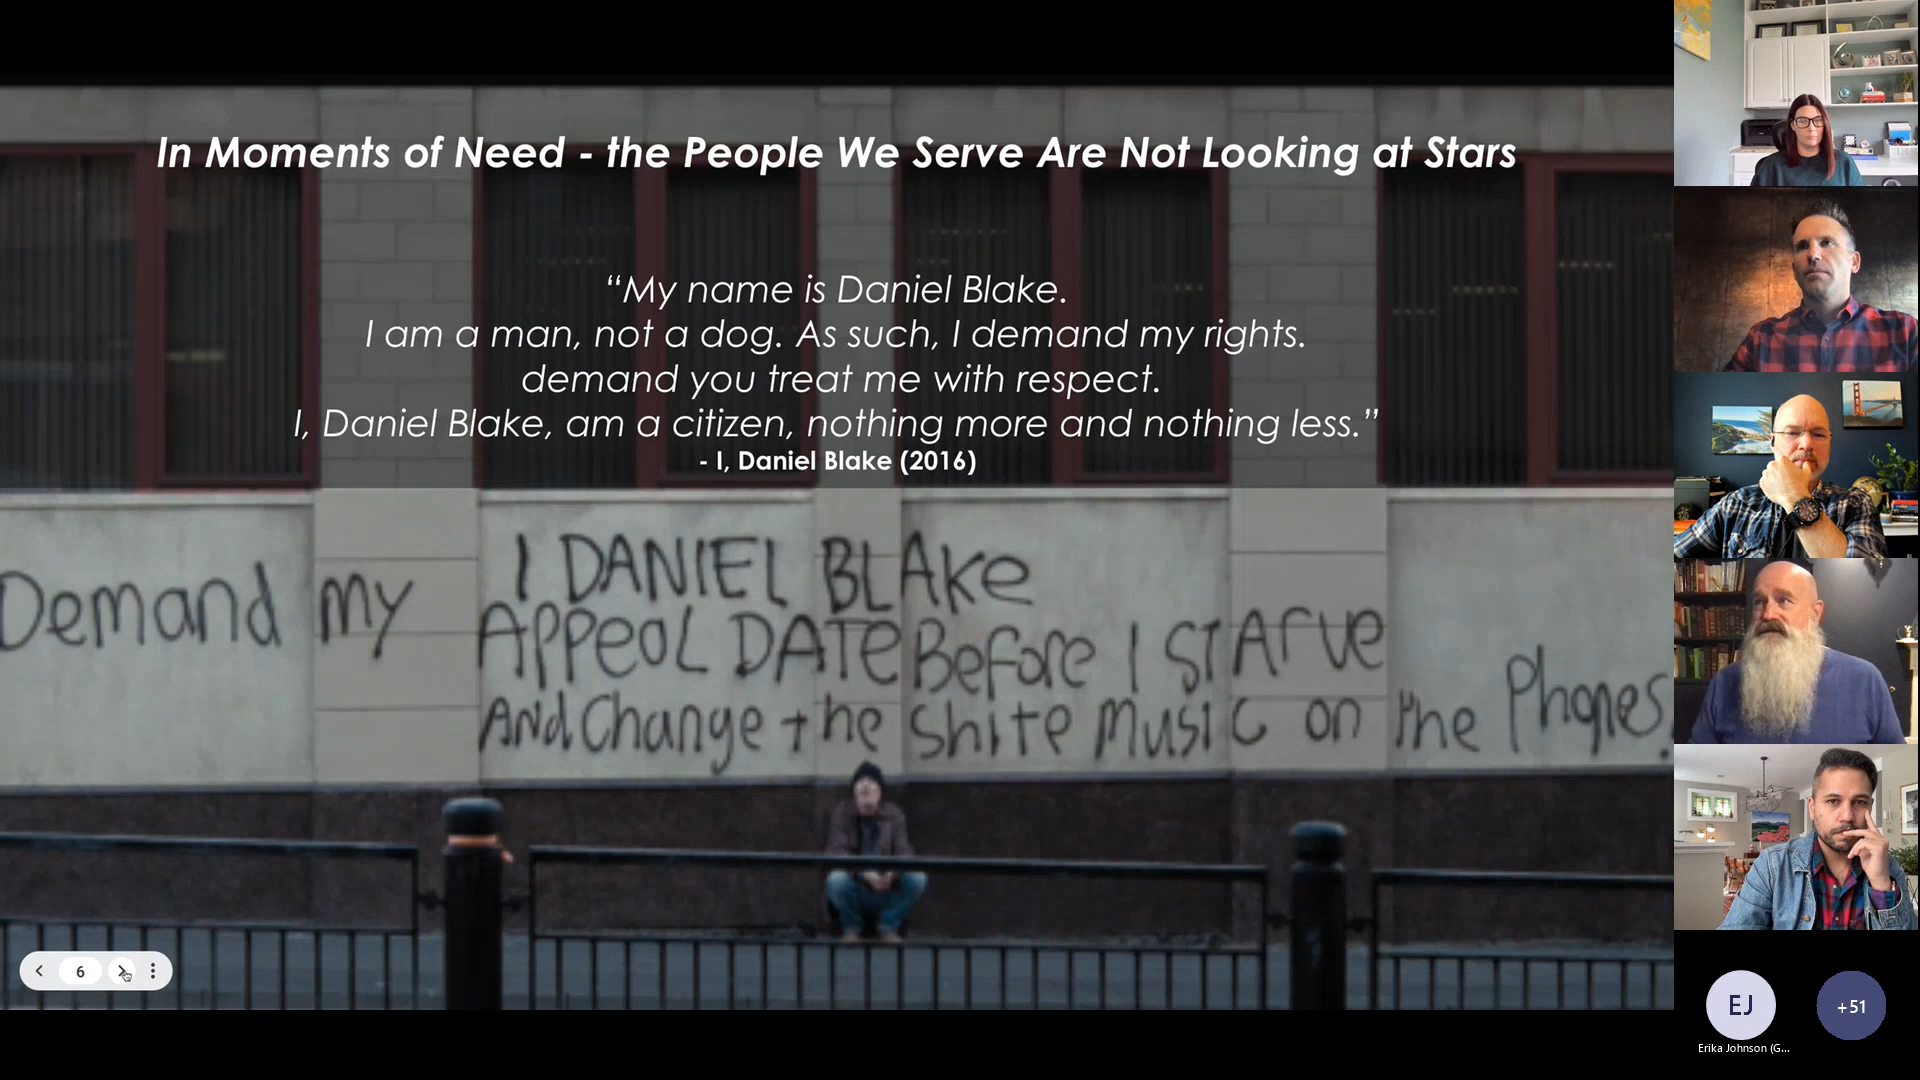 In Moments of Need - the People We Serve Are Not Looking at Stars
“My name is Daniel Blake.
I am a man, not a dog. As such, I demand my rights.
demand you treat me with respect.
I, Daniel Blake, am a citizen, nothing more and nothing less.”
- I, Daniel Blake (2016)
I DANIEL BLAKe
Demand my APPeaL DATe Before I STArve
And Change the Shite Music on the Phones.
6
EJ
+51
Erika Johnson (G...